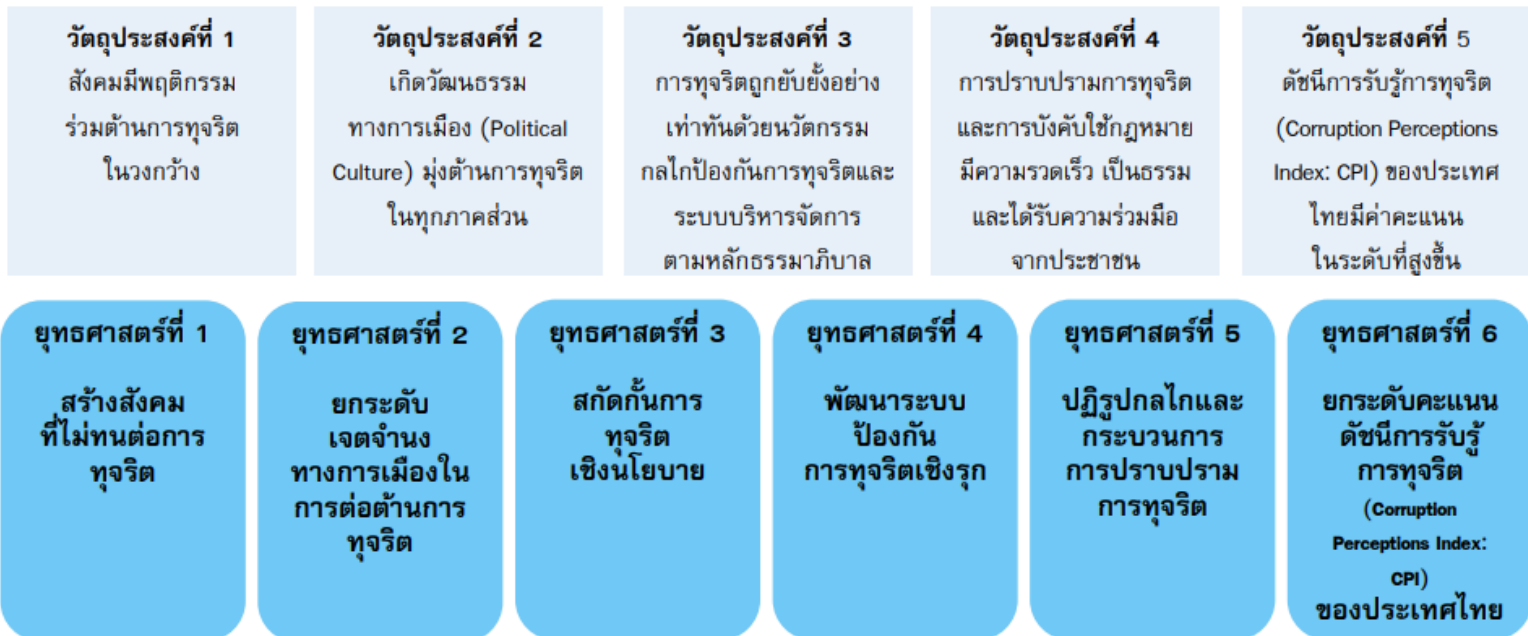 วัตถุประสงค์ที่ 1
สังคมมีพฤติกรรม
ร่วมต้านการทุจริต
ในวงกว้าง
วัตถุประสงค์ที่ 2
เกิดวัฒนธรรม
ทางการเมือง (Political
Culture) มุ่งต้านการทุจริต
ในทุกภาคส่วน
วัตถุประสงค์ที่ 3
การทุจริตถูกยับยั้งอย่าง
เท่าทันด้วยนวัตกรรม
กลไกป้องกันการทุจริตและ
ระบบบริหารจัดการ
ตามหลักธรรมาภิบาล
วัตถุประสงค์ที่ 4
การปราบปรามการทุจริต
และการบังคับใช้กฎหมาย
มีความรวดเร็ว เป็นธรรม
และได้รับความร่วมมือ
จากประชาชน
วัตถุประสงค์ที่ 5
ดัชนีการรับรู้การทุจริต
(Corruption Perceptions
Index: CPI) ของประเทศ
ไทยมีค่าคะแนน
ในระดับที่สูงขึ้น
ยุทธศาสตร์ที่ 1
สร้างสังคม
ที่ไม่ทนต่อการ
ทุจริต
ยุทธศาสตร์ที่ 2
ยกระดับ
เจตจำนง
ทางการเมืองใน
การต่อต้านการ
ทุจริต
ยุทธศาสตร์ที่ 3
สกัดกั้นการ
ทุจริต
เชิงนโยบาย
ยุทธศาสตร์ที่ 4
พัฒนาระบบ
ป้องกัน
การทุจริตเชิงรุก
ยุทธศาสตร์ที่ 5
ปฏิรูปกลไกและ
กระบวนการ
การปราบปราม
การทุจริต
ยุทธศาสตร์ที่ 6
ยกระดับคะแนน
ดัชนีการรับรู้
การทุจริต
(Corruption
Perceptions Index:
CPI)
ของประเทศไทย